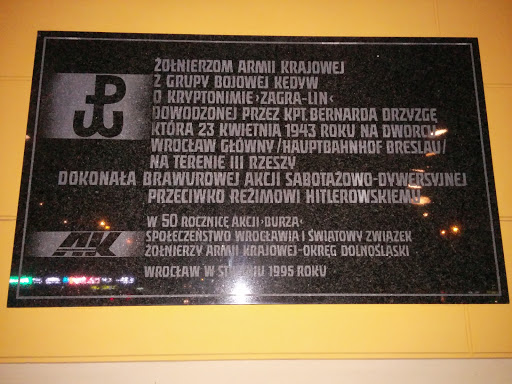 ŻOŁNIERZOM ARMII KRAJOWEJ
Z GRUPY BOJOWEJ KEDYW
O KRYPTONIMIE ›ZAGRA-LIN‹
DOWODZONEJ PRZEZ KPT. BERNARDA DRZYZGĘ
KTÓRA 23 KWIETNIA 1943 ROKU NA DWORCU
WROCŁAW GŁÓWNY /HAUPTBAHNHOF BRESLAU/
NA TERENIE III RZESZY
DOKONAŁA BRAWUROWEJ AKCJI SABOTAŻOWO-DYWERSYJNEJ
PRZECIWKO REŻIMOWI HITLEROWSKIEMU
W 50 ROCZNICĘ AKCJI ›BURZA‹
SPOŁECZEŃSTWO WROCŁAWIA I ŚWIATOWY ZWIĄZEK
ŻOŁNIERZY ARMII KRAJOWEJ-OKRĘG DOLNOŚLĄSKI
AK
WROCŁAW W STYCZNIU 1995 ROKU